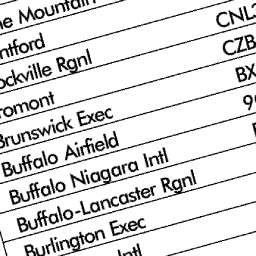 ne Mountain
ntford CNL
ockville Rgnl CZB
romont BX
Brunswick Exec 9
Buffalo Airfield
Buffalo Niagara Intl
Buffalo-Lancaster Rgnl
Burlington Exec
Intl